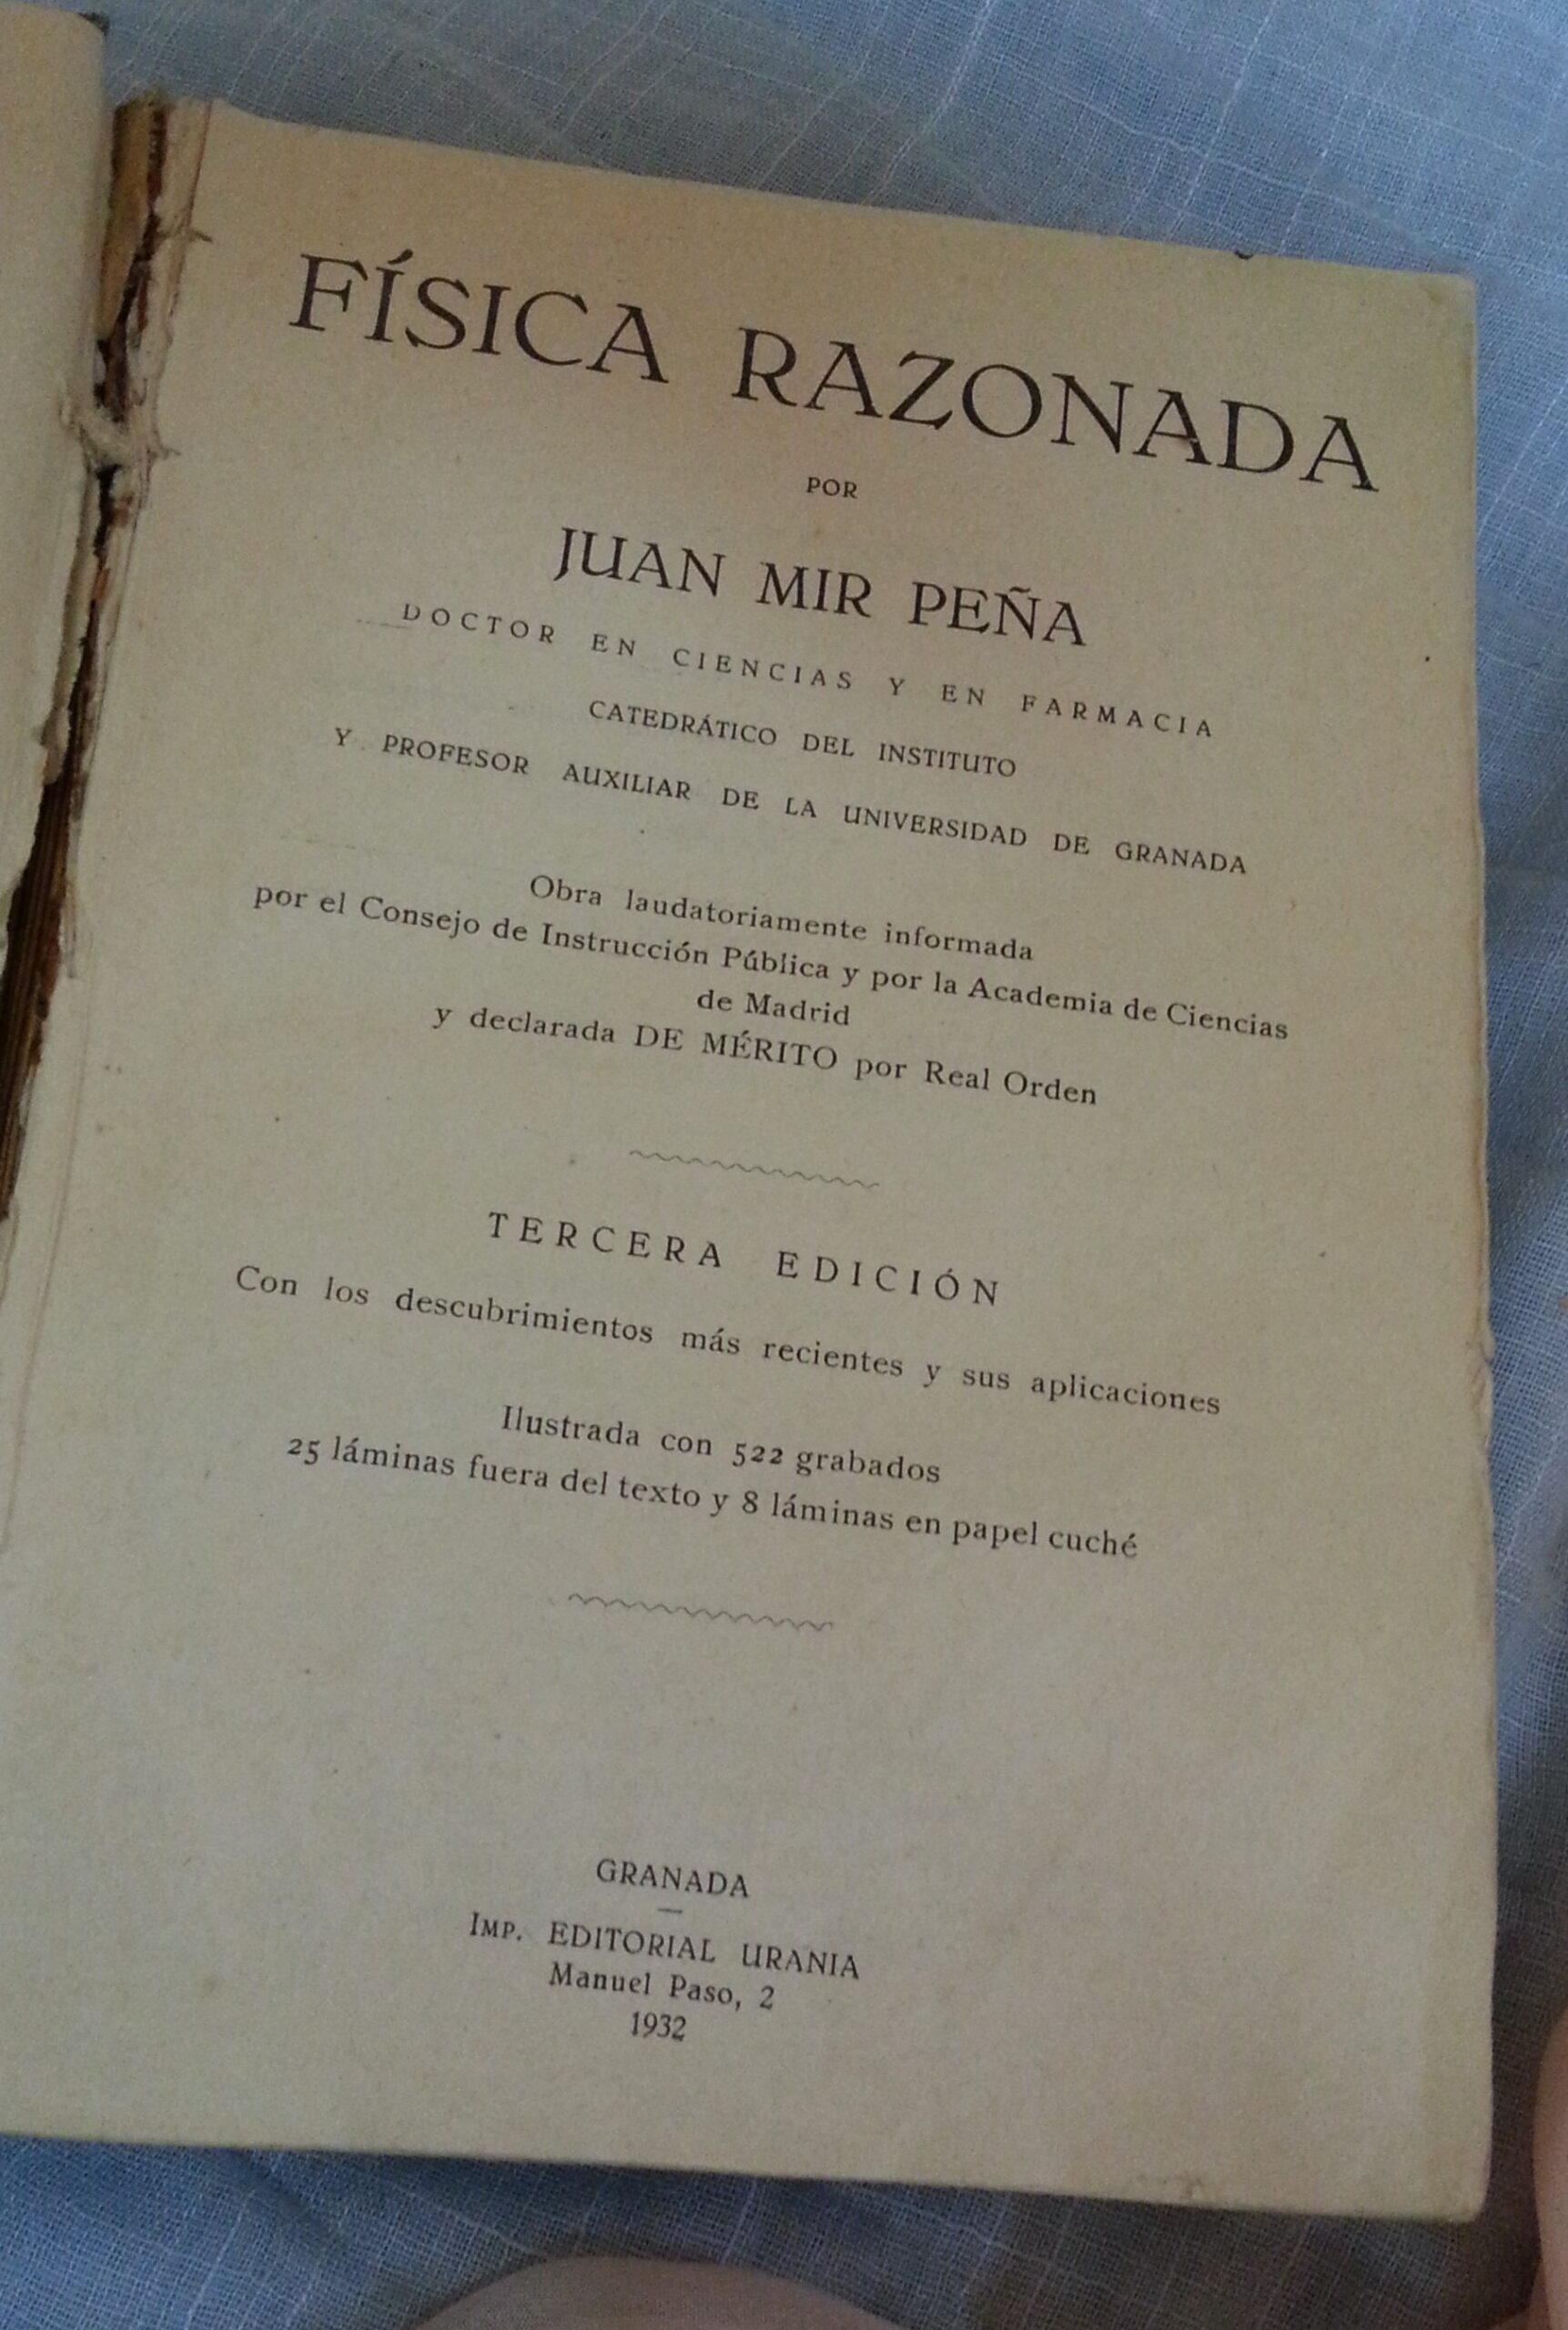 FÍSICA RAZONADA
POR
JUAN MIR PEÑA
DOCTOR EN CIENCIAS Y EN FARMACIA
CATEDRÁTICO DEL INSTITUTO
Y PROFESOR AUXILIAR DE LA UNIVERSIDAD DE GRANADA
Obra laudatoriamente informada
por el Consejo de Instrucción Pública y por la Academia de Ciencias
de Madrid
y declarada DE MÉRITO por Real Orden
TERCERA EDICIÓN
Con los descubrimientos más recientes y sus aplicaciones
Ilustrada con 522 grabados
25 láminas fuera del texto y 8 láminas en papel cuché
GRANADA
IMP. EDITORIAL URANIA
Manuel Paso, 2
1932